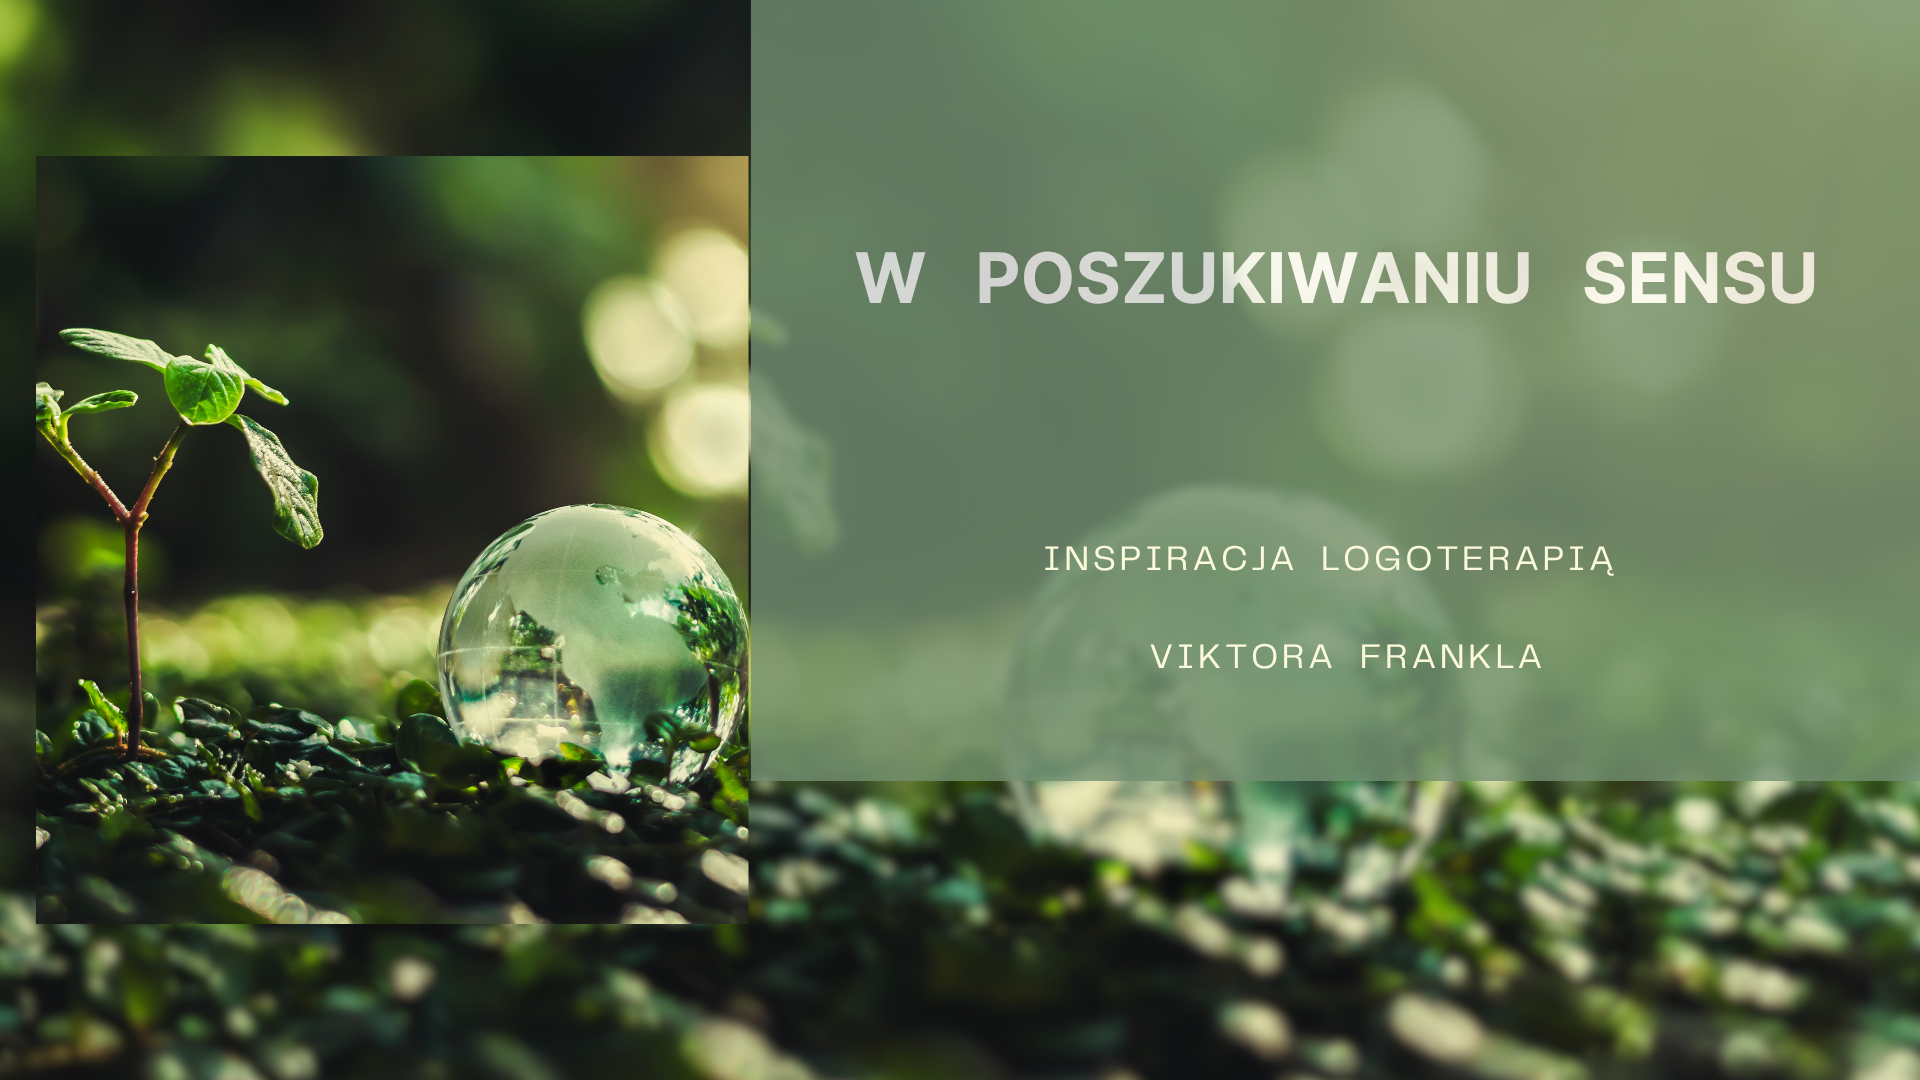 W POSZUKIWANIU SENSU
INSPIRACJA LOGOTERAPIĄ
VIKTORA FRANKLA